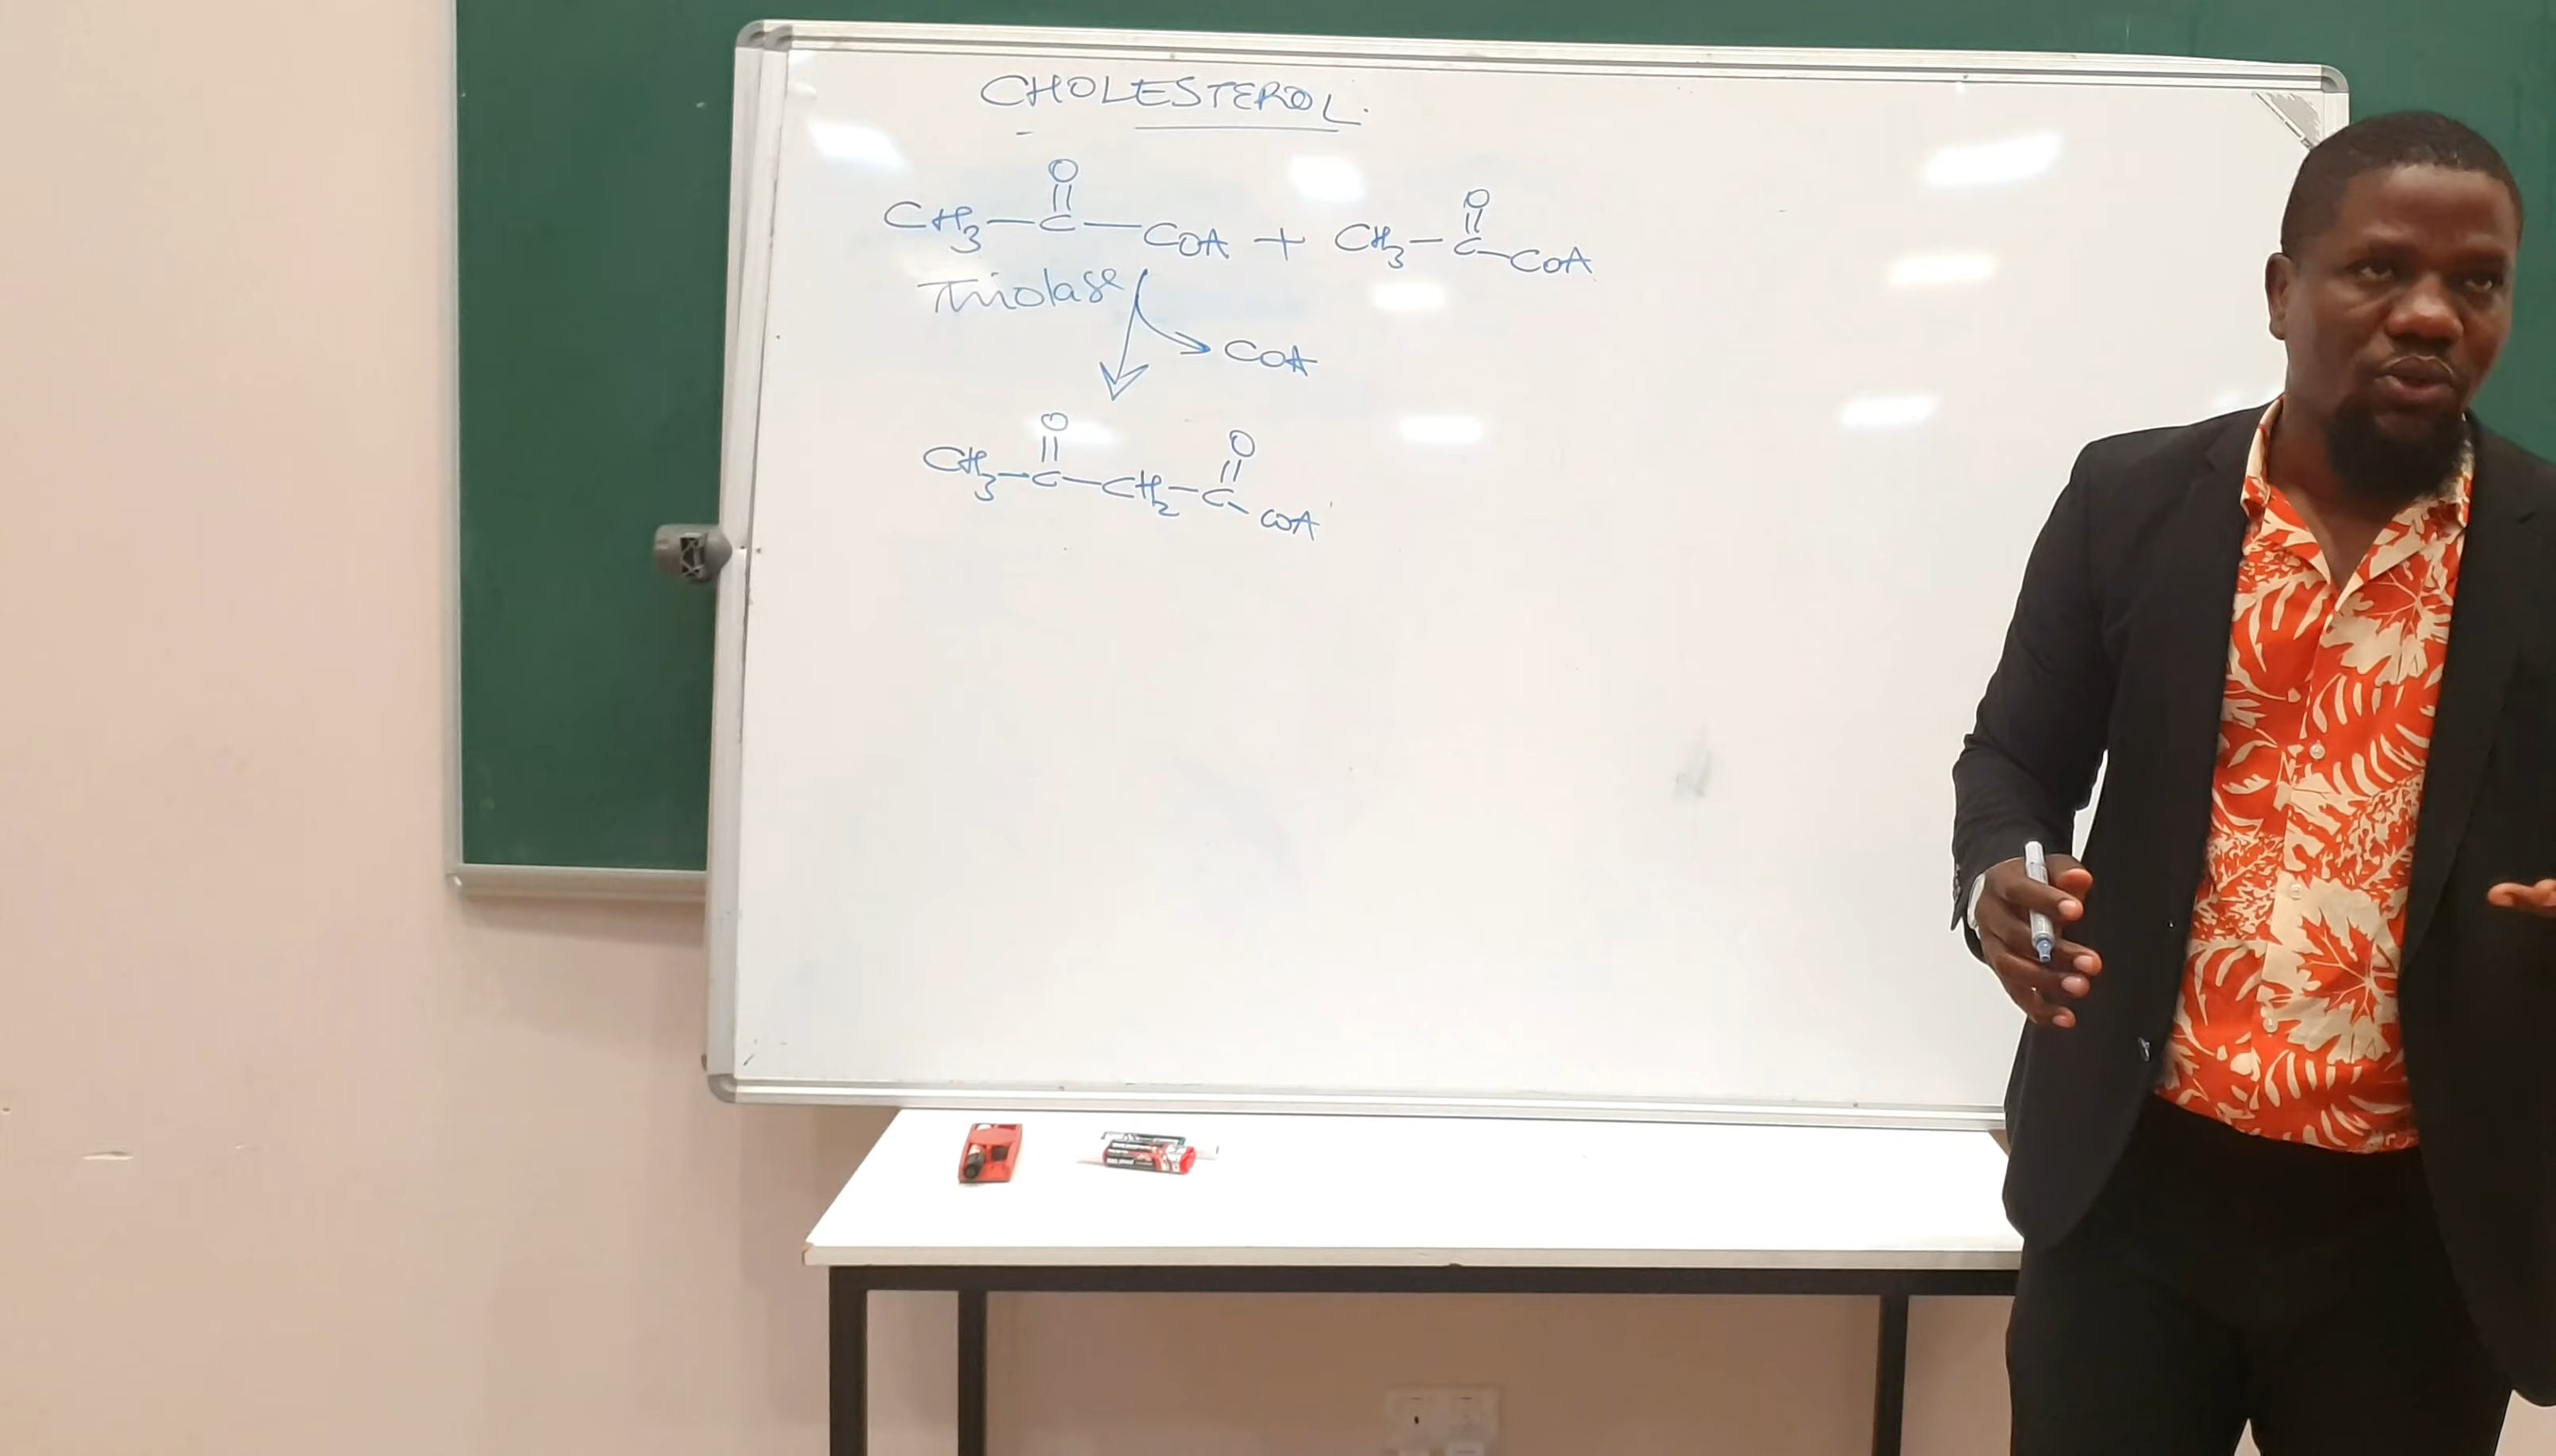 CHOLESTEROL.
O O
CH3—C—COA + CH3—C—COA
Thiolase
COA
O O
CH3—C—CH2—C—COA